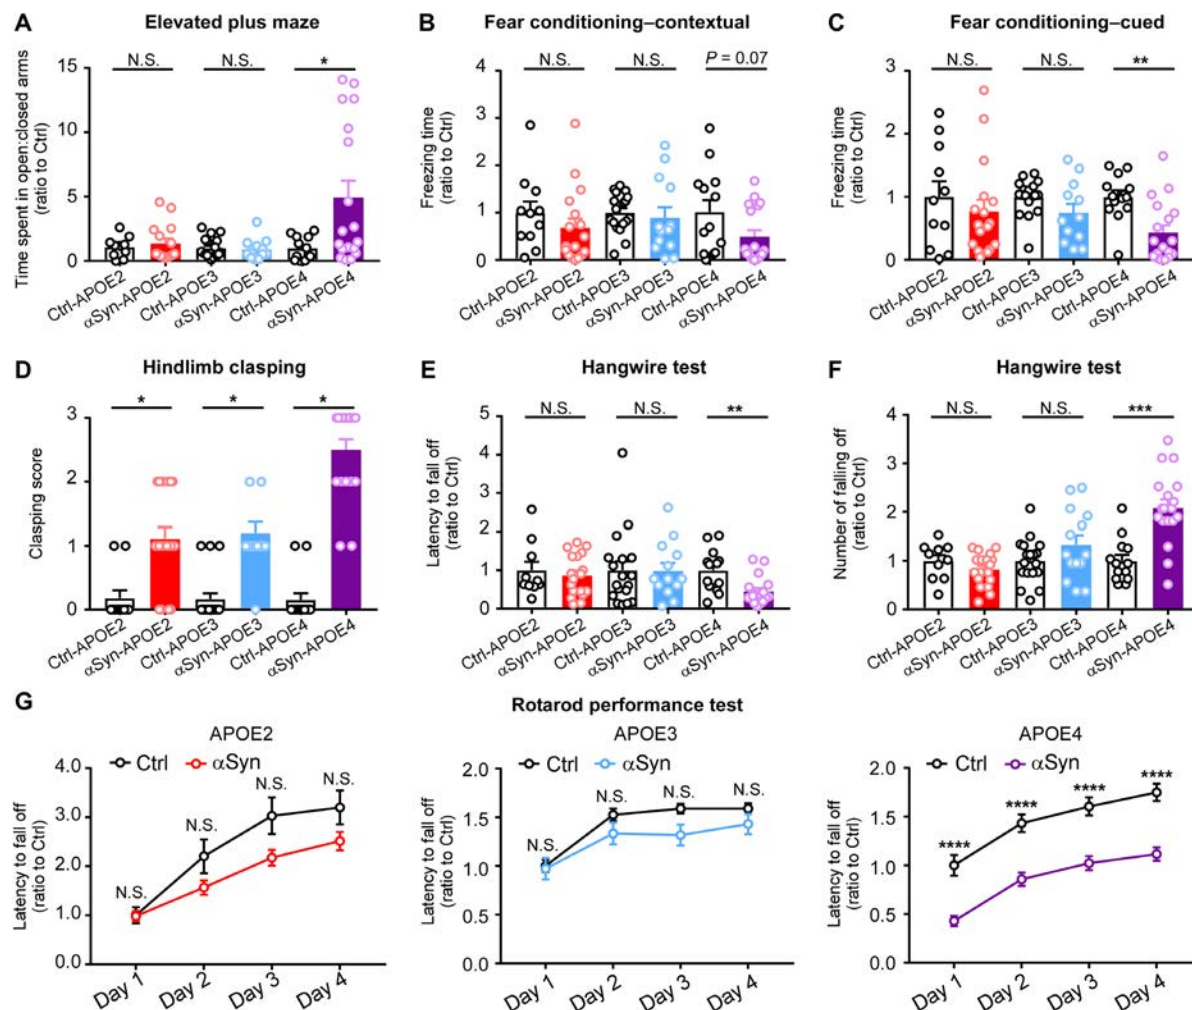 A
Elevated plus maze
Time spent in open:closed arms
(ratio to Ctrl)
15
10
5
0
N.S.
N.S.
*
Ctrl-APOE2
αSyn-APOE2
Ctrl-APOE3
αSyn-APOE3
Ctrl-APOE4
αSyn-APOE4
B
Fear conditioning–contextual
Freezing time
(ratio to Ctrl)
4
3
2
1
0
N.S.
N.S.
P = 0.07
Ctrl-APOE2
αSyn-APOE2
Ctrl-APOE3
αSyn-APOE3
Ctrl-APOE4
αSyn-APOE4
C
Fear conditioning–cued
Freezing time
(ratio to Ctrl)
3
2
1
0
N.S.
N.S.
**
Ctrl-APOE2
αSyn-APOE2
Ctrl-APOE3
αSyn-APOE3
Ctrl-APOE4
αSyn-APOE4
D
Hindlimb clasping
Clasping score
3
2
1
0
*
*
*
Ctrl-APOE2
αSyn-APOE2
Ctrl-APOE3
αSyn-APOE3
Ctrl-APOE4
αSyn-APOE4
E
Hangwire test
Latency to fall off
(ratio to Ctrl)
5
4
3
2
1
0
N.S.
N.S.
**
Ctrl-APOE2
αSyn-APOE2
Ctrl-APOE3
αSyn-APOE3
Ctrl-APOE4
αSyn-APOE4
F
Hangwire test
Number of falling off
(ratio to Ctrl)
4
3
2
1
0
N.S.
N.S.
***
Ctrl-APOE2
αSyn-APOE2
Ctrl-APOE3
αSyn-APOE3
Ctrl-APOE4
αSyn-APOE4
G
Rotarod performance test
APOE2
Ctrl
αSyn
Latency to fall off
(ratio to Ctrl)
4.0
3.0
2.0
1.0
0.0
N.S.
N.S.
N.S.
N.S.
Day 1
Day 2
Day 3
Day 4
APOE3
Ctrl
αSyn
Latency to fall off
(ratio to Ctrl)
2.0
1.5
1.0
0.5
0.0
N.S.
N.S.
N.S.
N.S.
Day 1
Day 2
Day 3
Day 4
APOE4
Ctrl
αSyn
Latency to fall off
(ratio to Ctrl)
2.0
1.5
1.0
0.5
0.0
****
****
****
****
Day 1
Day 2
Day 3
Day 4